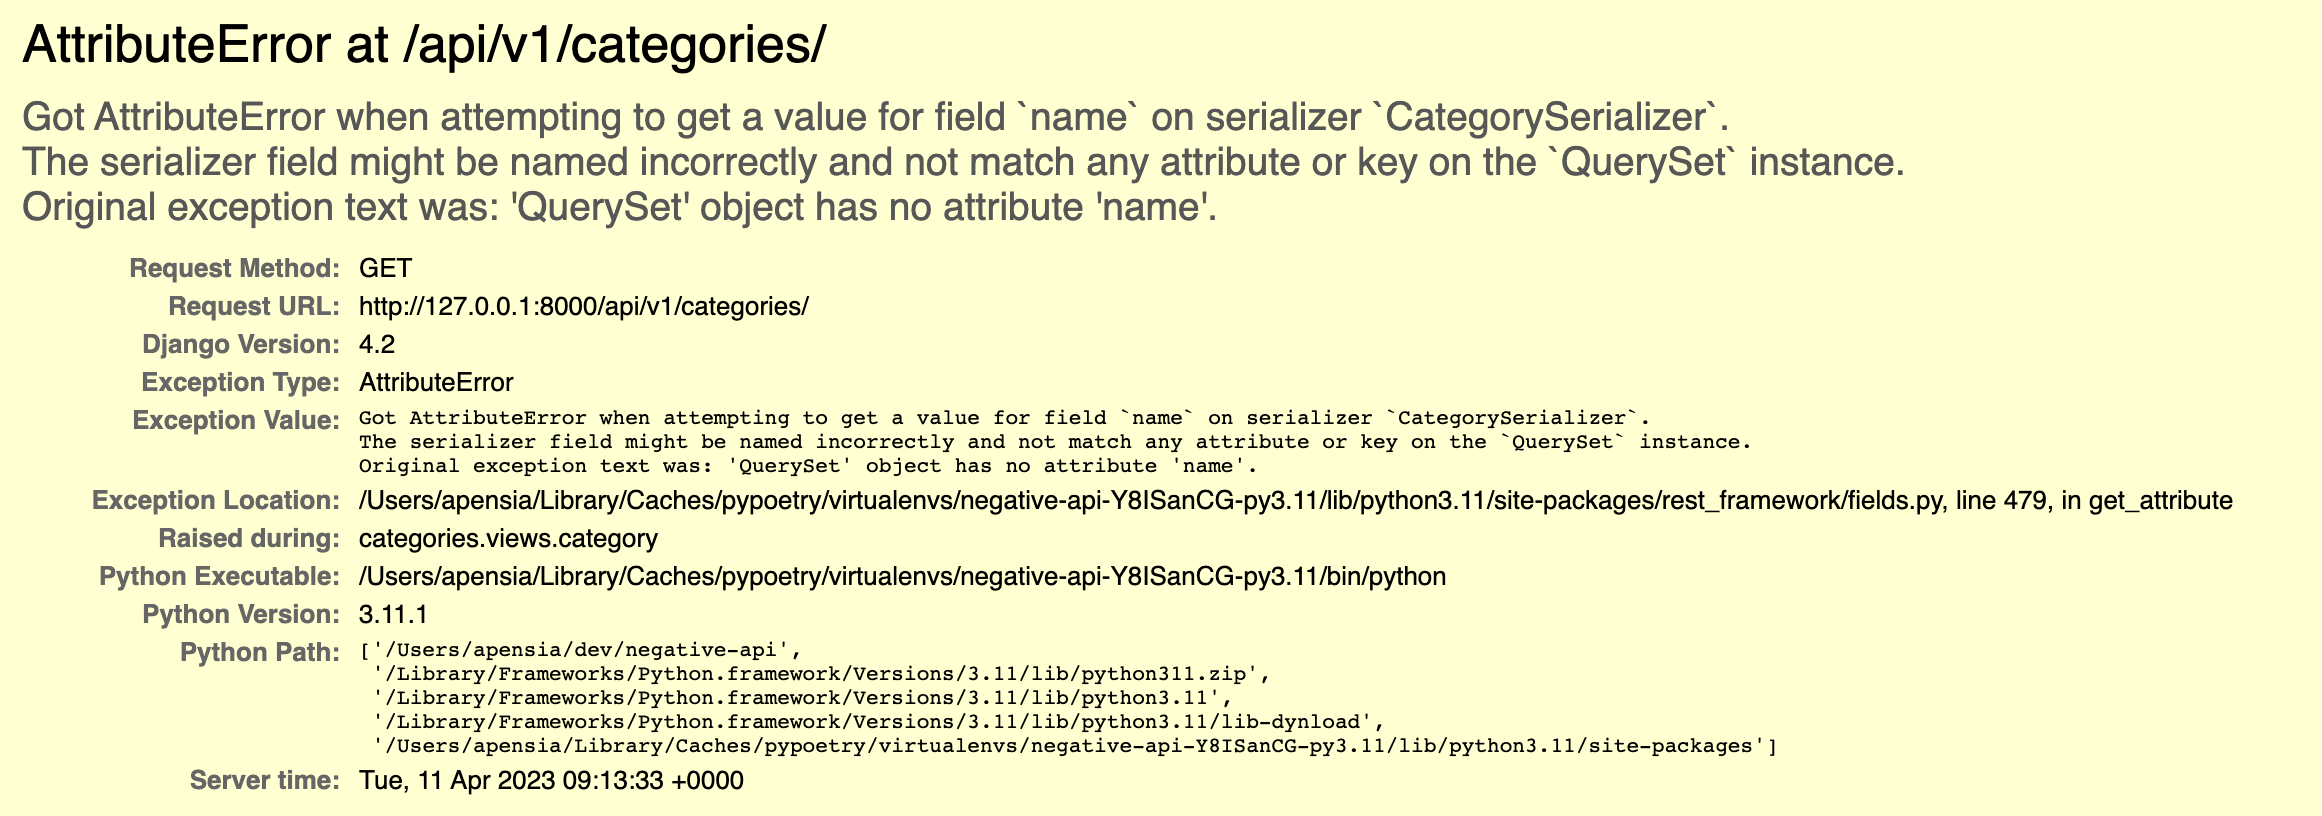 AttributeError at /api/v1/categories/
Got AttributeError when attempting to get a value for field `name` on serializer `CategorySerializer`.
The serializer field might be named incorrectly and not match any attribute or key on the `QuerySet` instance.
Original exception text was: 'QuerySet' object has no attribute 'name'.
Request Method: GET
Request URL: http://127.0.0.1:8000/api/v1/categories/
Django Version: 4.2
Exception Type: AttributeError
Exception Value: Got AttributeError when attempting to get a value for field `name` on serializer `CategorySerializer`.
The serializer field might be named incorrectly and not match any attribute or key on the `QuerySet` instance.
Original exception text was: 'QuerySet' object has no attribute 'name'.
Exception Location: /Users/apensia/Library/Caches/pypoetry/virtualenvs/negative-api-Y8ISanCG-py3.11/lib/python3.11/site-packages/rest_framework/fields.py, line 479, in get_attribute
Raised during: categories.views.category
Python Executable: /Users/apensia/Library/Caches/pypoetry/virtualenvs/negative-api-Y8ISanCG-py3.11/bin/python
Python Version: 3.11.1
Python Path: ['/Users/apensia/dev/negative-api',
'/Library/Frameworks/Python.framework/Versions/3.11/lib/python311.zip',
'/Library/Frameworks/Python.framework/Versions/3.11/lib/python3.11',
'/Library/Frameworks/Python.framework/Versions/3.11/lib/python3.11/lib-dynload',
'/Users/apensia/Library/Caches/pypoetry/virtualenvs/negative-api-Y8ISanCG-py3.11/lib/python3.11/site-packages']
Server time: Tue, 11 Apr 2023 09:13:33 +0000